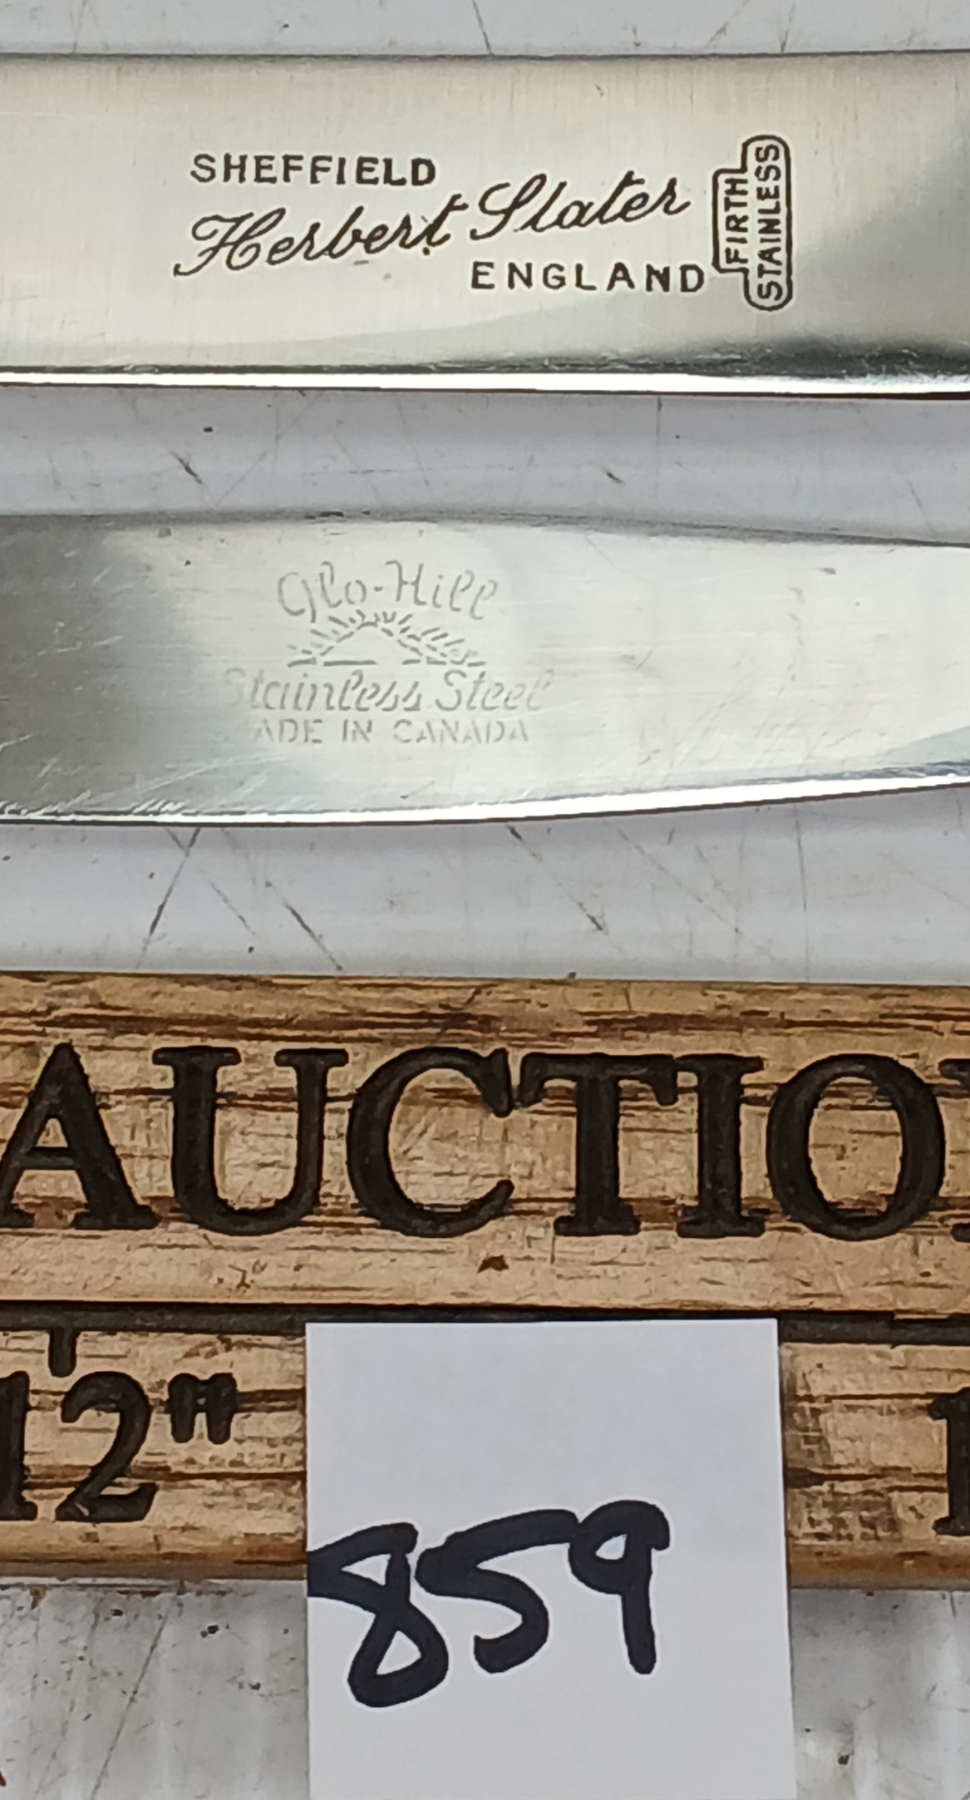 SHEFFIELD
Herbert Slater
ENGLAND
FIRTH
STAINLESS
Glo-Hill
Stainless Steel
ADE IN CANADA
AUCTIO
12"
859